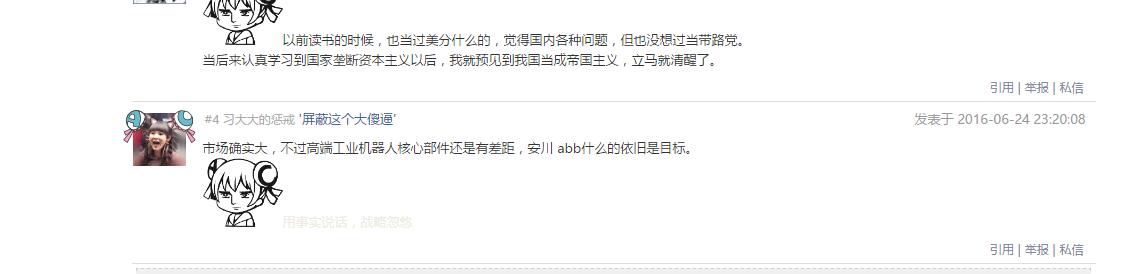 以前读书的时候，也当过美分什么的，觉得国内各种问题，但也没想过当带路党。
当后来认真学习到国家垄断资本主义以后，我就预见到我国当成帝国主义，立马就清醒了。
引用 | 举报 | 私信
#4 习大大的惩戒 '屏蔽这个大傻逼' 发表于 2016-06-24 23:20:08
市场确实大，不过高端工业机器人核心部件还是有差距，安川 abb什么的依旧是目标。
用事实说话，战略忽悠
引用 | 举报 | 私信